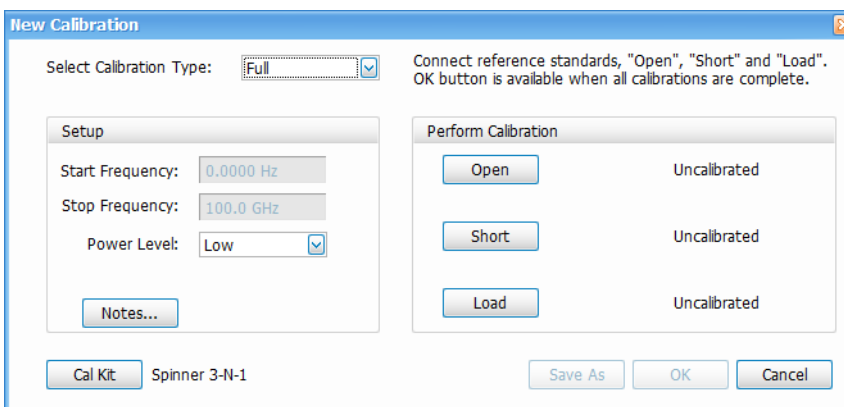 New Calibration
Select Calibration Type: Full
Connect reference standards, "Open", "Short" and "Load".
OK button is available when all calibrations are complete.
Setup
Start Frequency: 0.0000 Hz
Stop Frequency: 100.0 GHz
Power Level: Low
Notes...
Perform Calibration
Open Uncalibrated
Short Uncalibrated
Load Uncalibrated
Cal Kit Spinner 3-N-1
Save As OK Cancel